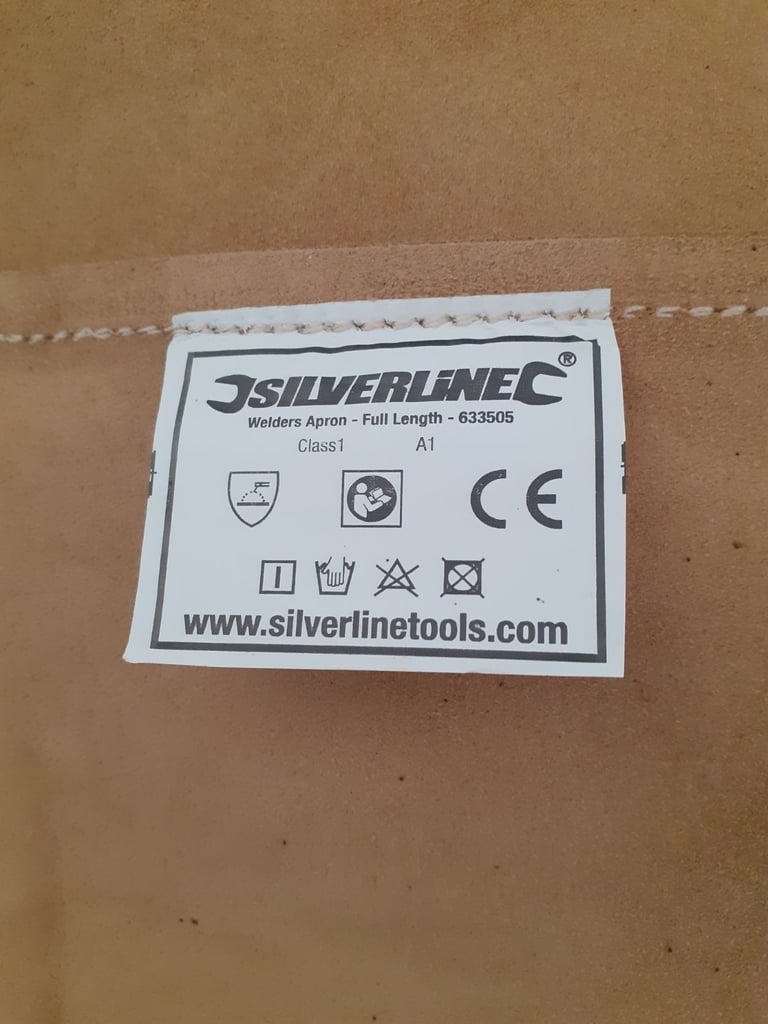 SILVERLINE®
Welders Apron - Full Length - 633505
Class1 A1
CE
www.silverlinetools.com